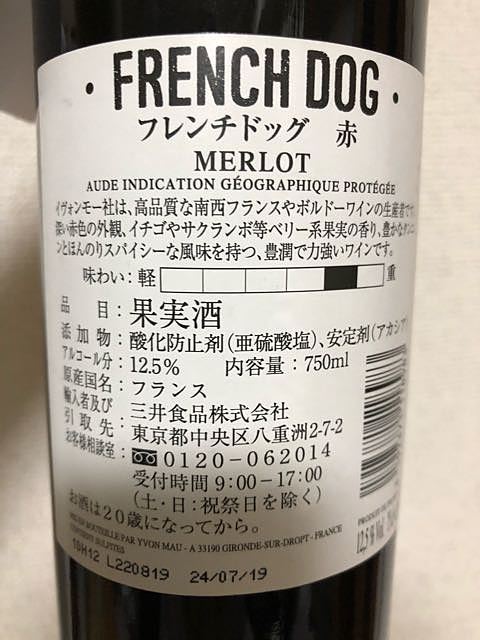 · FRENCH DOG ·
フレンチドッグ 赤
MERLOT
AUDE INDICATION GÉOGRAPHIQUE PROTÉGÉE
イヴォンモー社は、高品質な南西フランスやボルドーワインの生産者です。
深い赤色の外観、イチゴやサクランボ等ベリー系果実の香り、豊かなタンニ
ンとほんのりスパイシーな風味を持つ、豊潤で力強いワインです。
味わい: 軽 重
品目: 果実酒
添加物: 酸化防止剤(亜硫酸塩)、安定剤(アカシア)
アルコール分: 12.5% 内容量: 750ml
原産国名: フランス
輸入者及び引取先: 三井食品株式会社
東京都中央区八重洲2-7-2
お客様相談室: 0120-062014
受付時間 9:00-17:00
(土・日:祝祭日を除く)
お酒は20歳になってから。
MIS EN BOUTEILLE PAR YVON MAU - A 33190 GIRONDE-SUR-DROPT - FRANCE
CONTIENT SULFITES
L220819 24/07/19
12,5 % Vol.